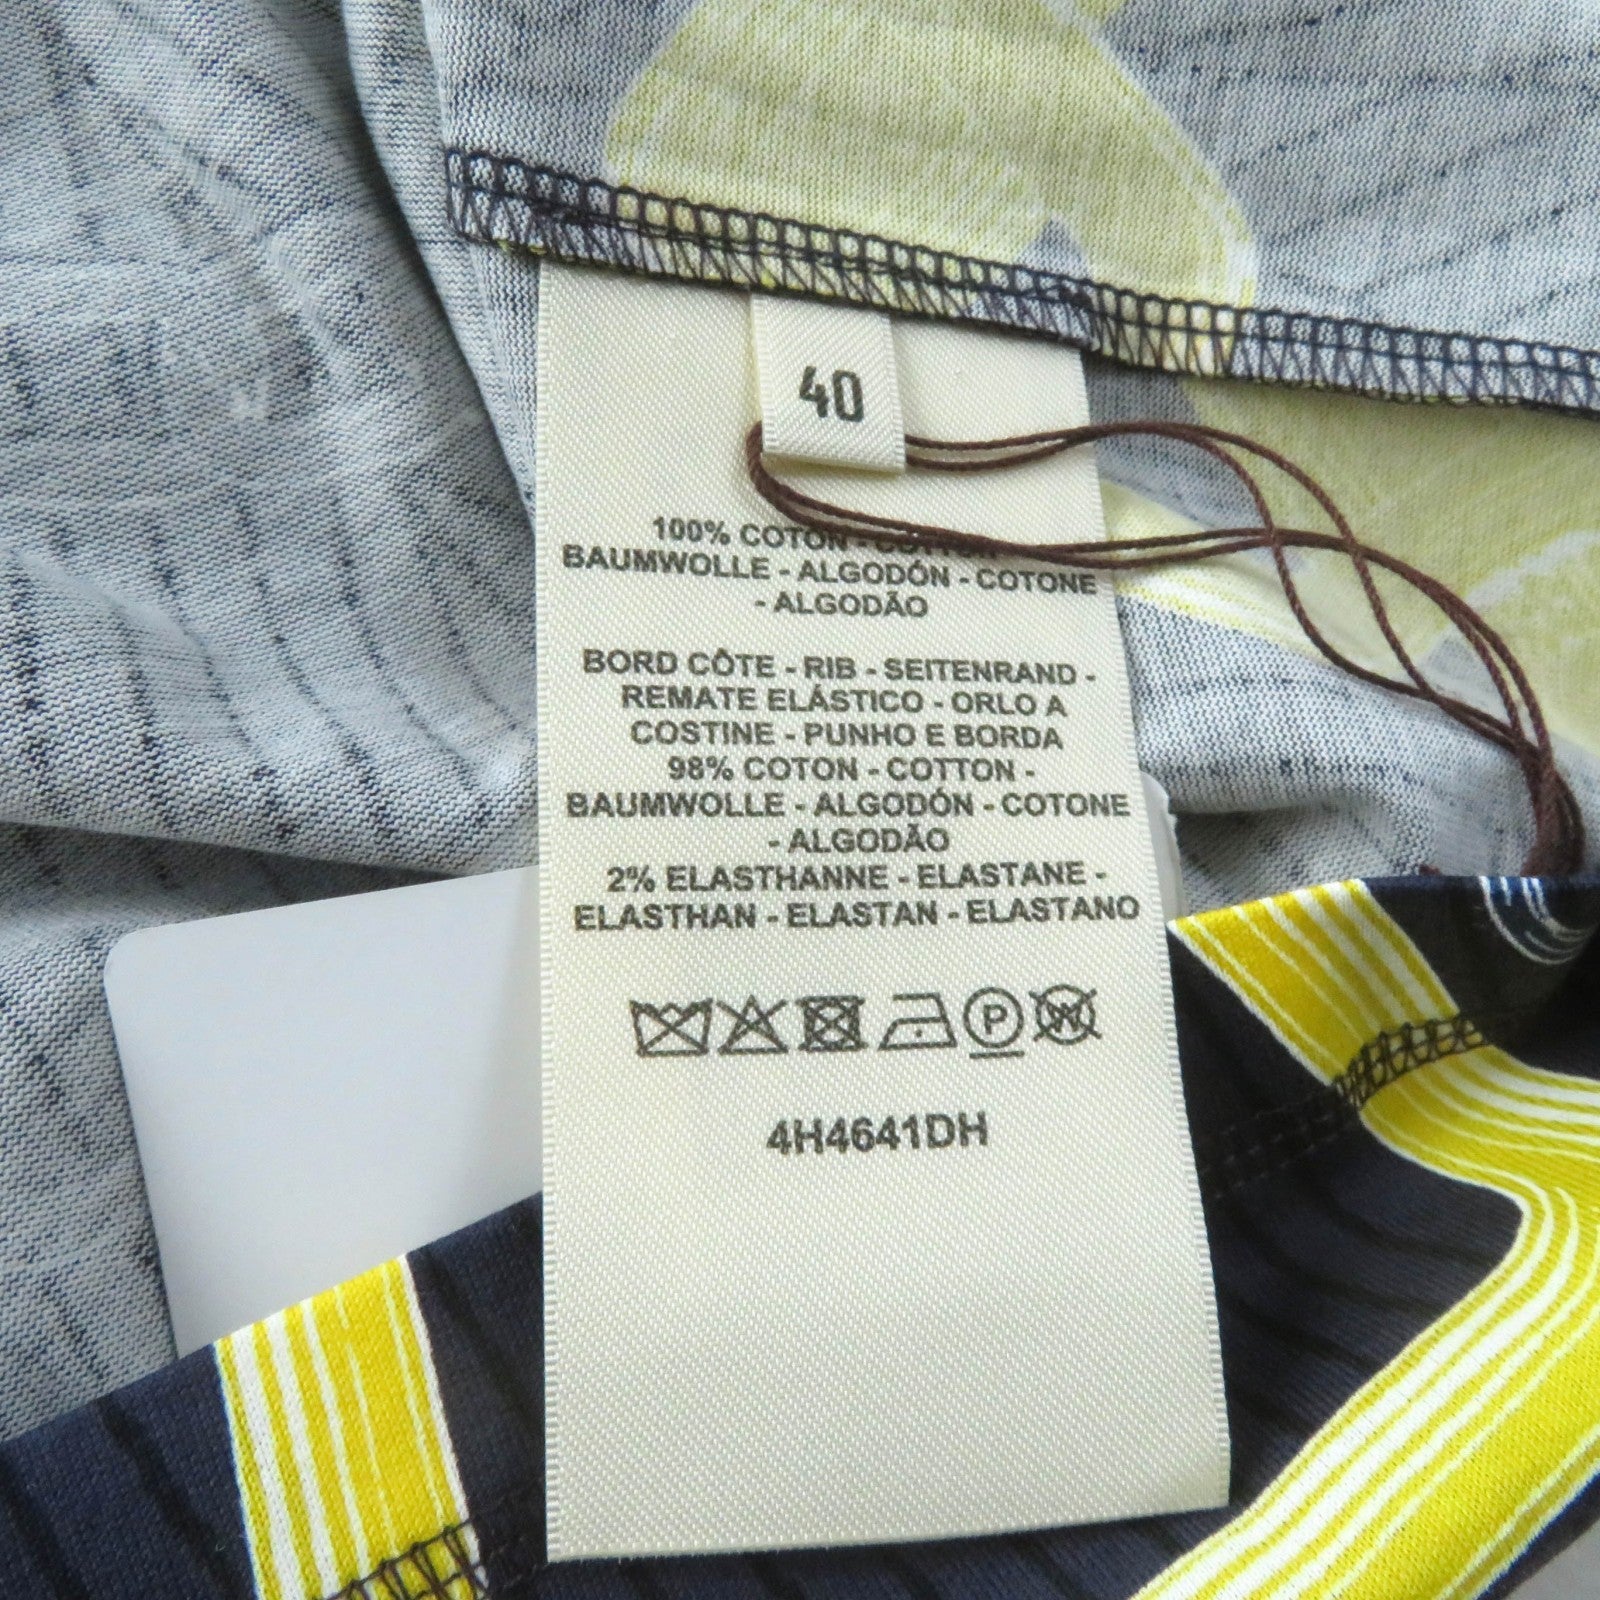 40
100% COTON - COTTON -
BAUMWOLLE - ALGODÓN - COTONE
- ALGODÃO
BORD CÔTE - RIB - SEITENRAND -
REMATE ELÁSTICO - ORLO A
COSTINE - PUNHO E BORDA
98% COTON - COTTON -
BAUMWOLLE - ALGODÓN - COTONE
- ALGODÃO
2% ELASTHANNE - ELASTANE -
ELASTHAN - ELASTAN - ELASTANO
P W
4H4641DH